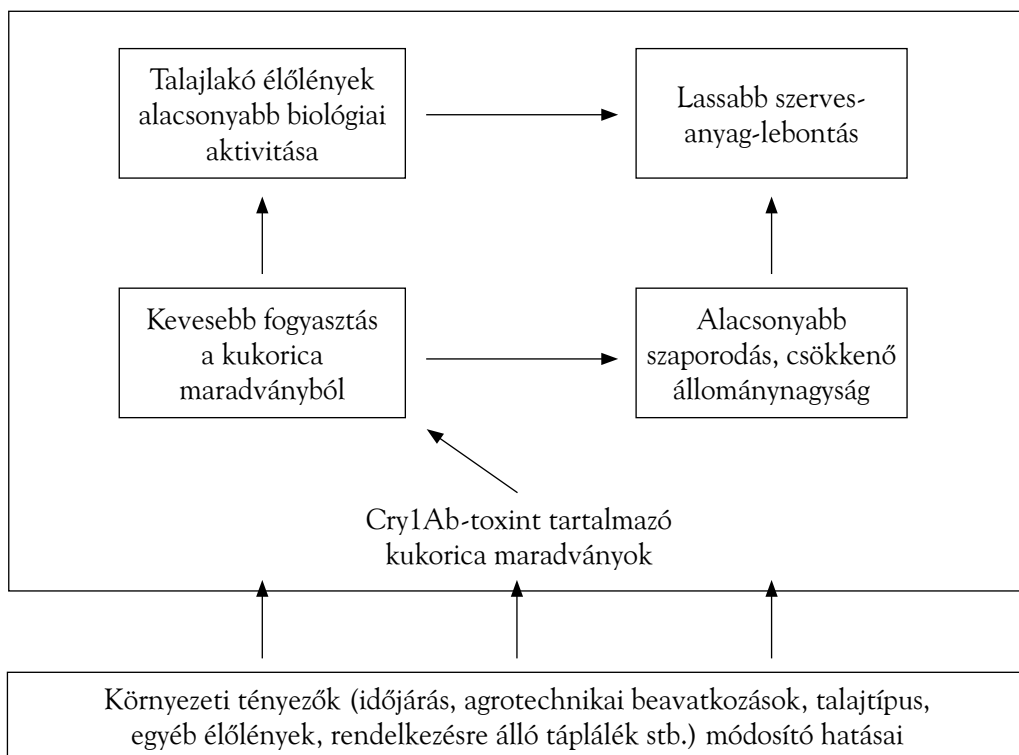 Talajlakó élőlények
alacsonyabb biológiai
aktivitása
Lassabb szerves-
anyag-lebontás
Kevesebb fogyasztás
a kukorica
maradványból
Alacsonyabb
szaporodás, csökkenő
állománynagyság
Cry1Ab-toxint tartalmazó
kukorica maradványok
Környezeti tényezők (időjárás, agrotechnikai beavatkozások, talajtípus,
egyéb élőlények, rendelkezésre álló táplálék stb.) módosító hatásai